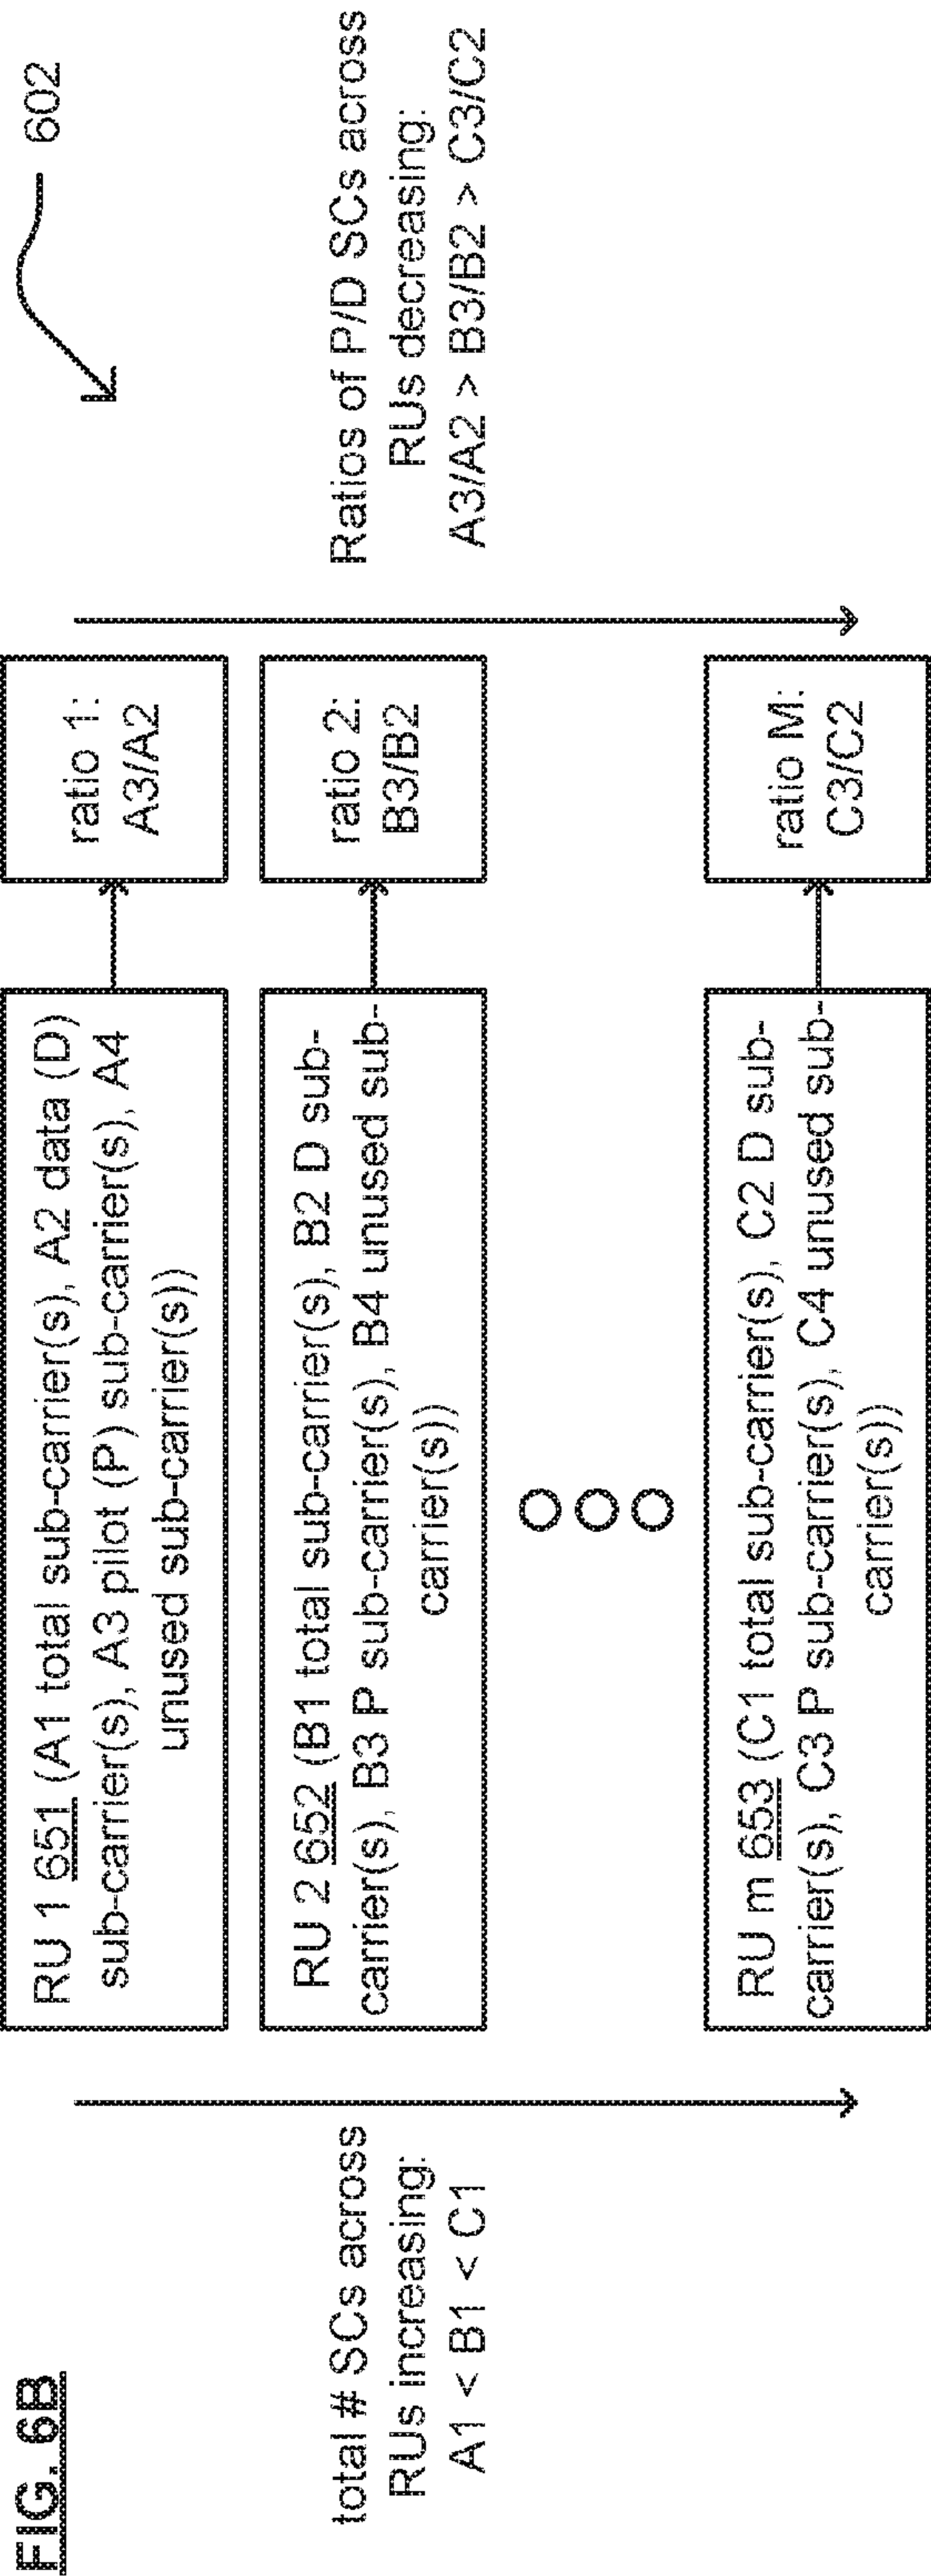 FIG. 6B
602
total # SCs across
RUs increasing:
A1 < B1 < C1
RU 1 651 (A1 total sub-carrier(s), A2 data (D)
sub-carrier(s), A3 pilot (P) sub-carrier(s), A4
unused sub-carrier(s))
ratio 1:
A3/A2
RU 2 652 (B1 total sub-carrier(s), B2 D sub-
carrier(s), B3 P sub-carrier(s), B4 unused sub-
carrier(s))
ratio 2:
B3/B2
RU m 653 (C1 total sub-carrier(s), C2 D sub-
carrier(s), C3 P sub-carrier(s), C4 unused sub-
carrier(s))
ratio M:
C3/C2
Ratios of P/D SCs across
RUs decreasing:
A3/A2 > B3/B2 > C3/C2